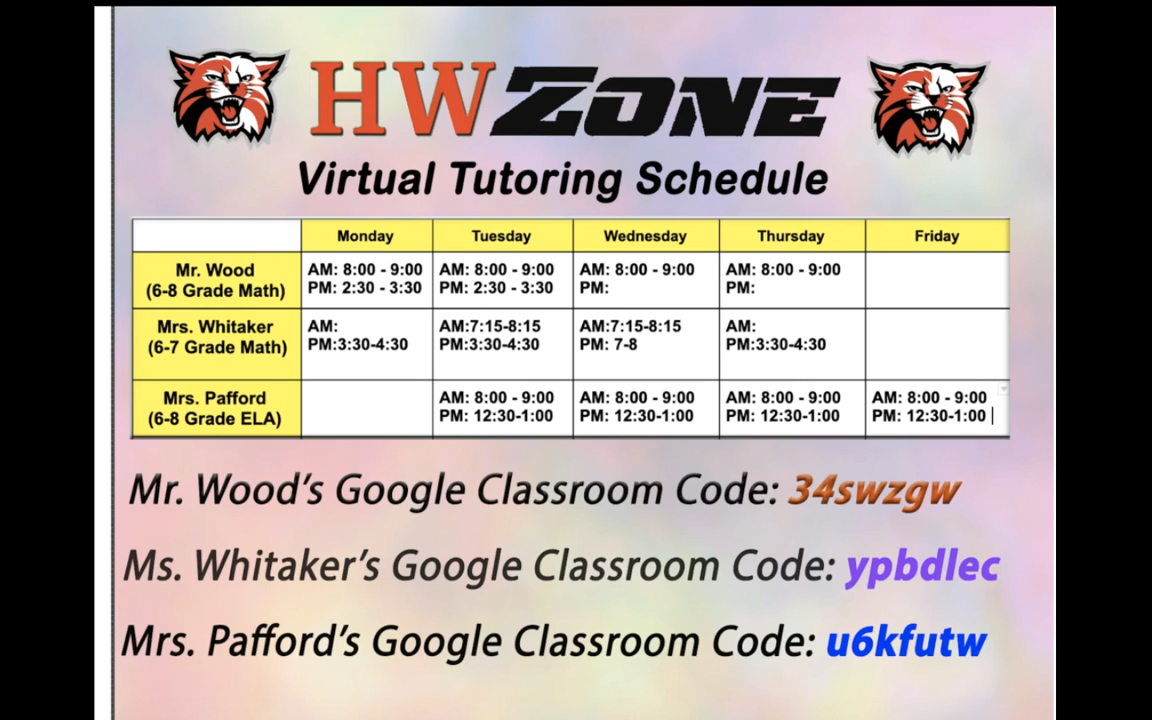 HWZONE
Virtual Tutoring Schedule
Monday Tuesday Wednesday Thursday Friday
Mr. Wood
(6-8 Grade Math)
AM: 8:00 - 9:00
PM: 2:30 - 3:30
AM: 8:00 - 9:00
PM: 2:30 - 3:30
AM: 8:00 - 9:00
PM:
AM: 8:00 - 9:00
PM:
Mrs. Whitaker
(6-7 Grade Math)
AM:
PM:3:30-4:30
AM:7:15-8:15
PM:3:30-4:30
AM:7:15-8:15
PM: 7-8
AM:
PM:3:30-4:30
Mrs. Pafford
(6-8 Grade ELA)
AM: 8:00 - 9:00
PM: 12:30-1:00
AM: 8:00 - 9:00
PM: 12:30-1:00
AM: 8:00 - 9:00
PM: 12:30-1:00
AM: 8:00 - 9:00
PM: 12:30-1:00
Mr. Wood's Google Classroom Code: 34swzgw
Ms. Whitaker's Google Classroom Code: ypbdlec
Mrs. Pafford's Google Classroom Code: u6kfutw